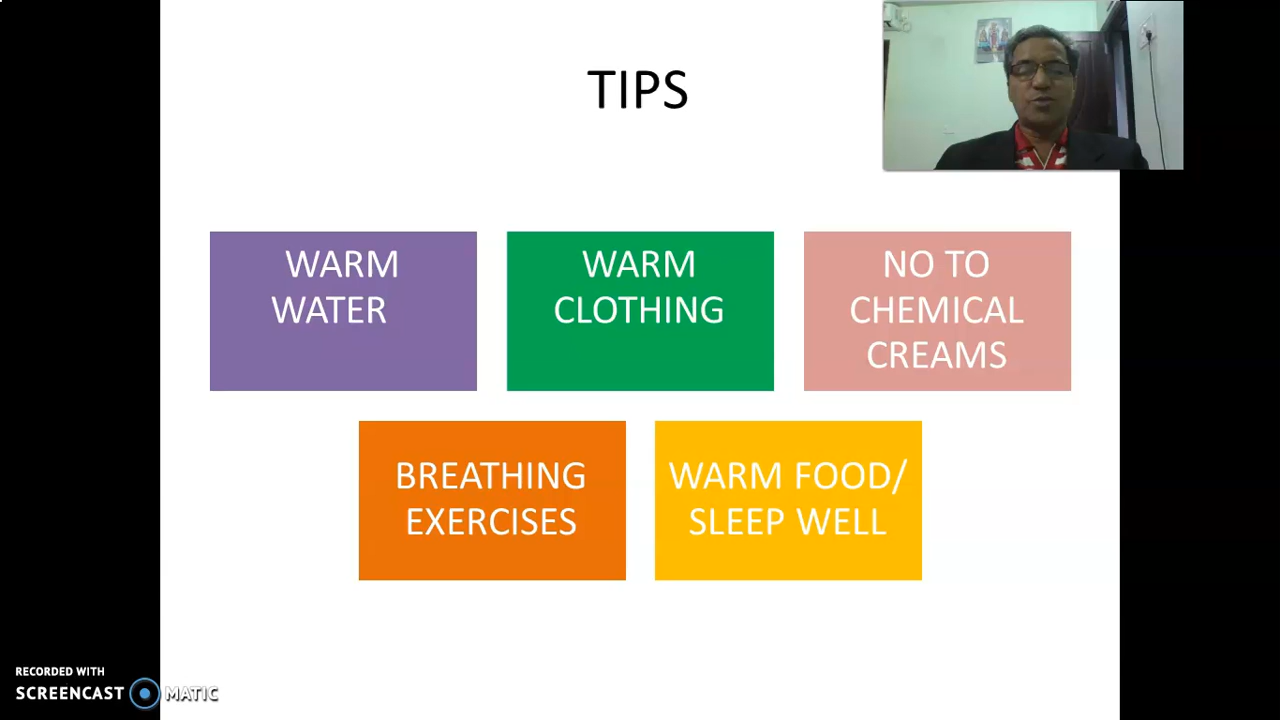 TIPS
WARM
WATER
WARM
CLOTHING
NO TO
CHEMICAL
CREAMS
BREATHING
EXERCISES
WARM FOOD/
SLEEP WELL
RECORDED WITH
SCREENCAST MATIC